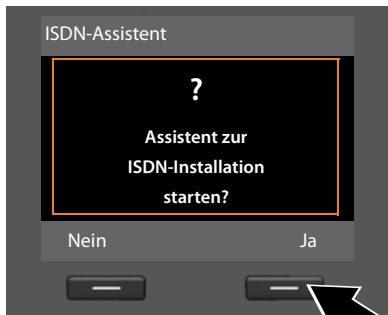 ISDN-Assistent
?
Assistent zur
ISDN-Installation
starten?
Nein Ja